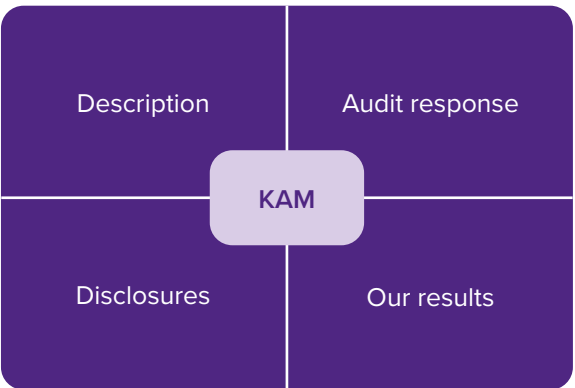 Description
Audit response
KAM
Disclosures
Our results